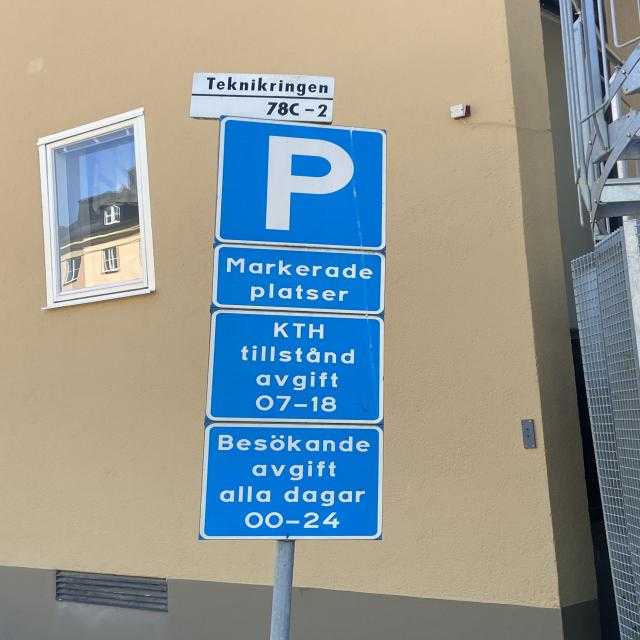 Teknikringen
78C-2
P
Markerade
platser
KTH
tillstånd
avgift
07-18
Besökande
avgift
alla dagar
00-24